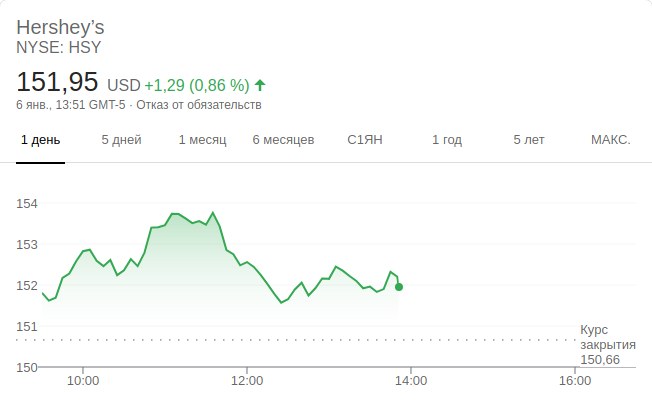 Hershey’s
NYSE: HSY
151,95 USD +1,29 (0,86 %)
6 янв., 13:51 GMT-5 · Отказ от обязательств
1 день 5 дней 1 месяц 6 месяцев С1ЯН 1 год 5 лет МАКС.
154
153
152
151
150
Курс
закрытия
150,66
10:00 12:00 14:00 16:00